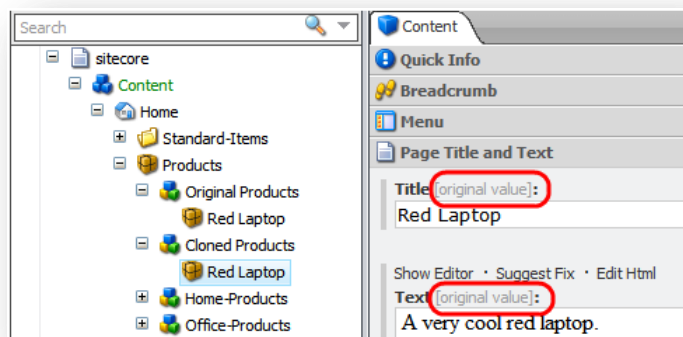 Search
sitecore
Content
Home
Standard-Items
Products
Original Products
Red Laptop
Cloned Products
Red Laptop
Home-Products
Office-Products
Content
Quick Info
Breadcrumb
Menu
Page Title and Text
Title [original value]:
Red Laptop
Show Editor · Suggest Fix · Edit Html
Text [original value]:
A very cool red laptop.